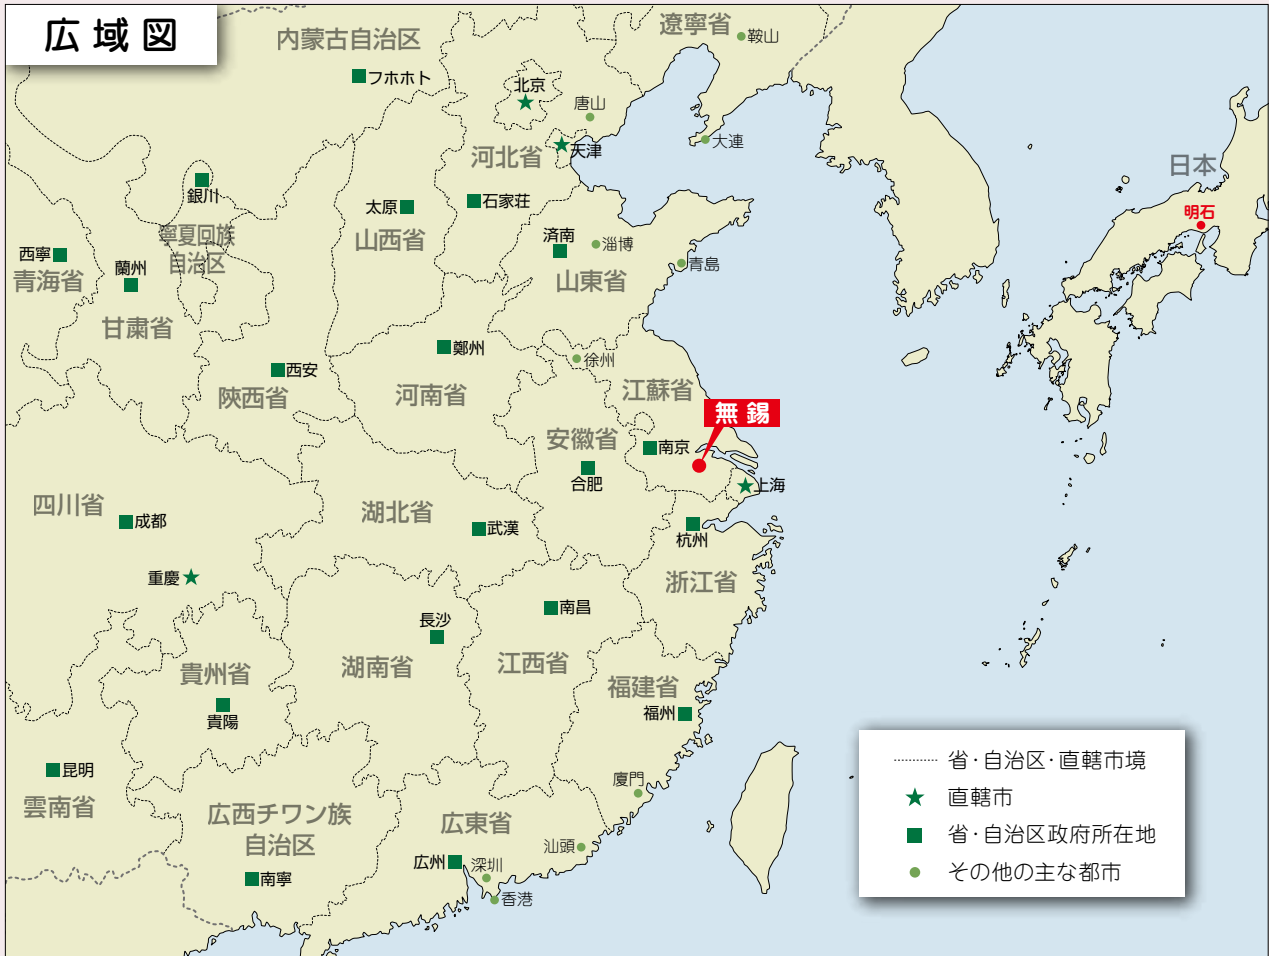 広域図
内蒙古自治区
フホホト
遼寧省
鞍山
北京
唐山
天津
大連
河北省
日本
明石
銀川
寧夏回族
自治区
太原
山西省
石家荘
済南
淄博
青島
山東省
西寧
青海省
蘭州
甘粛省
西安
陝西省
鄭州
河南省
徐州
江蘇省
無錫
安徽省
南京
合肥
上海
四川省
成都
重慶
湖北省
武漢
杭州
浙江省
長沙
湖南省
南昌
江西省
貴州省
貴陽
福建省
福州
昆明
雲南省
広西チワン族
自治区
南寧
広東省
広州
深圳
香港
汕頭
廈門
省・自治区・直轄市境
直轄市
省・自治区政府所在地
その他の主な都市